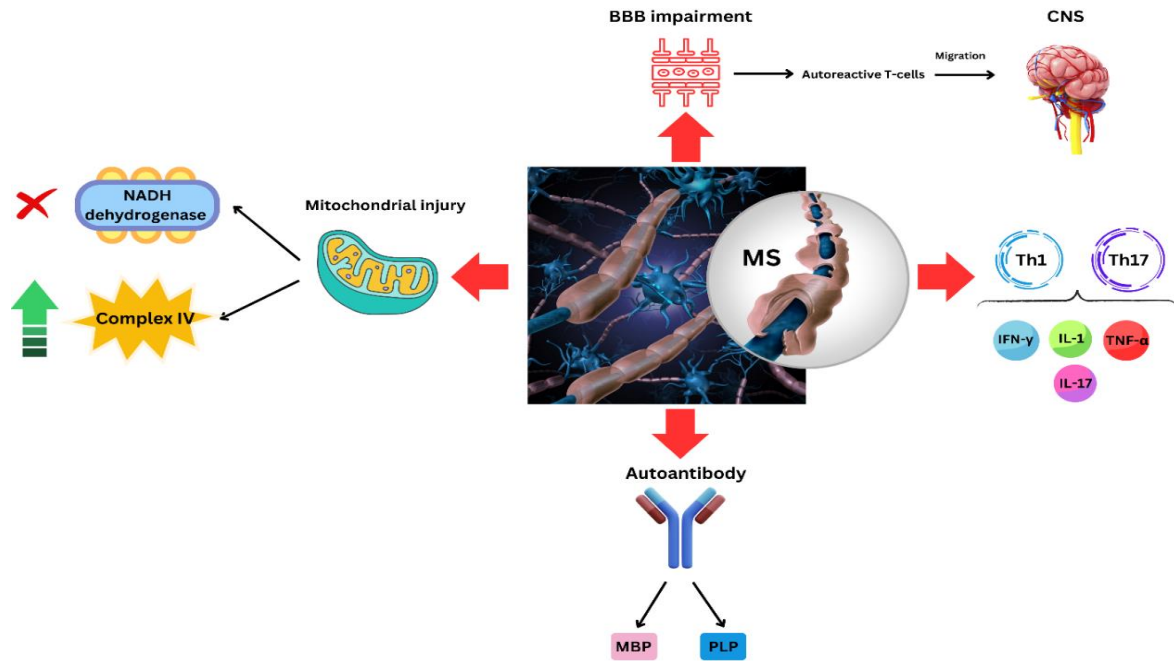 BBB impairment
CNS
Migration
Autoreactive T-cells
NADH
dehydrogenase
Mitochondrial injury
Complex IV
MS
Th1
Th17
IFN-γ
IL-1
TNF-α
IL-17
Autoantibody
MBP
PLP